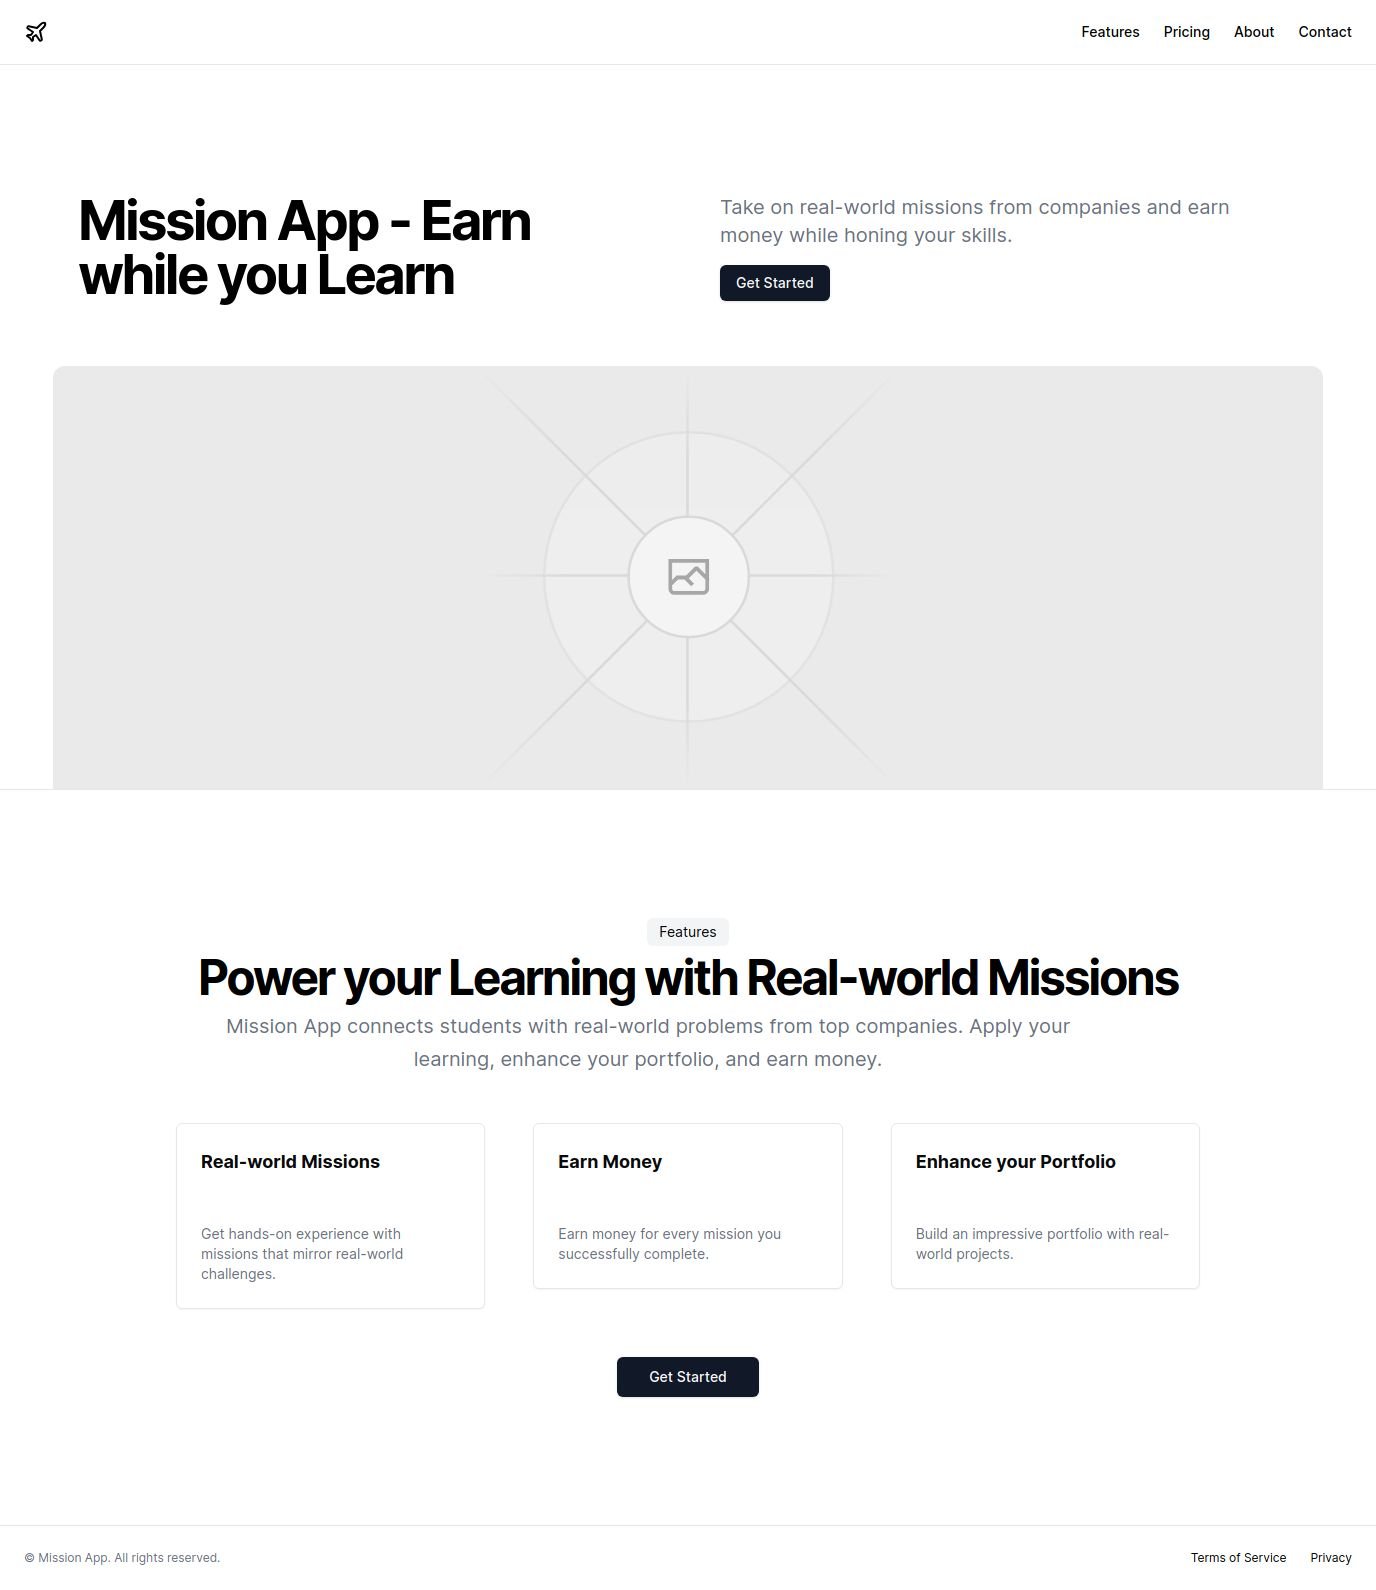 Features Pricing About Contact
Mission App - Earn
while you Learn
Take on real-world missions from companies and earn
money while honing your skills.
Get Started
Features
Power your Learning with Real-world Missions
Mission App connects students with real-world problems from top companies. Apply your
learning, enhance your portfolio, and earn money.
Real-world Missions
Get hands-on experience with
missions that mirror real-world
challenges.
Earn Money
Earn money for every mission you
successfully complete.
Enhance your Portfolio
Build an impressive portfolio with real-
world projects.
Get Started
© Mission App. All rights reserved.
Terms of Service Privacy